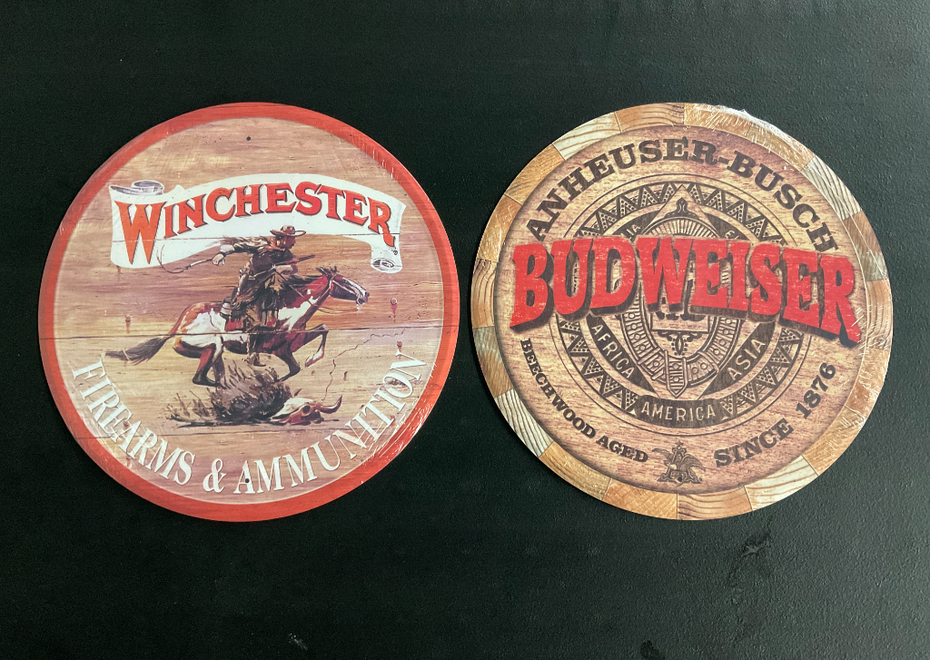 WINCHESTER
FIREARMS & AMMUNITION
ANHEUSER-BUSCH
BUDWEISER
AFRICA
ASIA
AMERICA
BEECHWOOD AGED
SINCE 1876